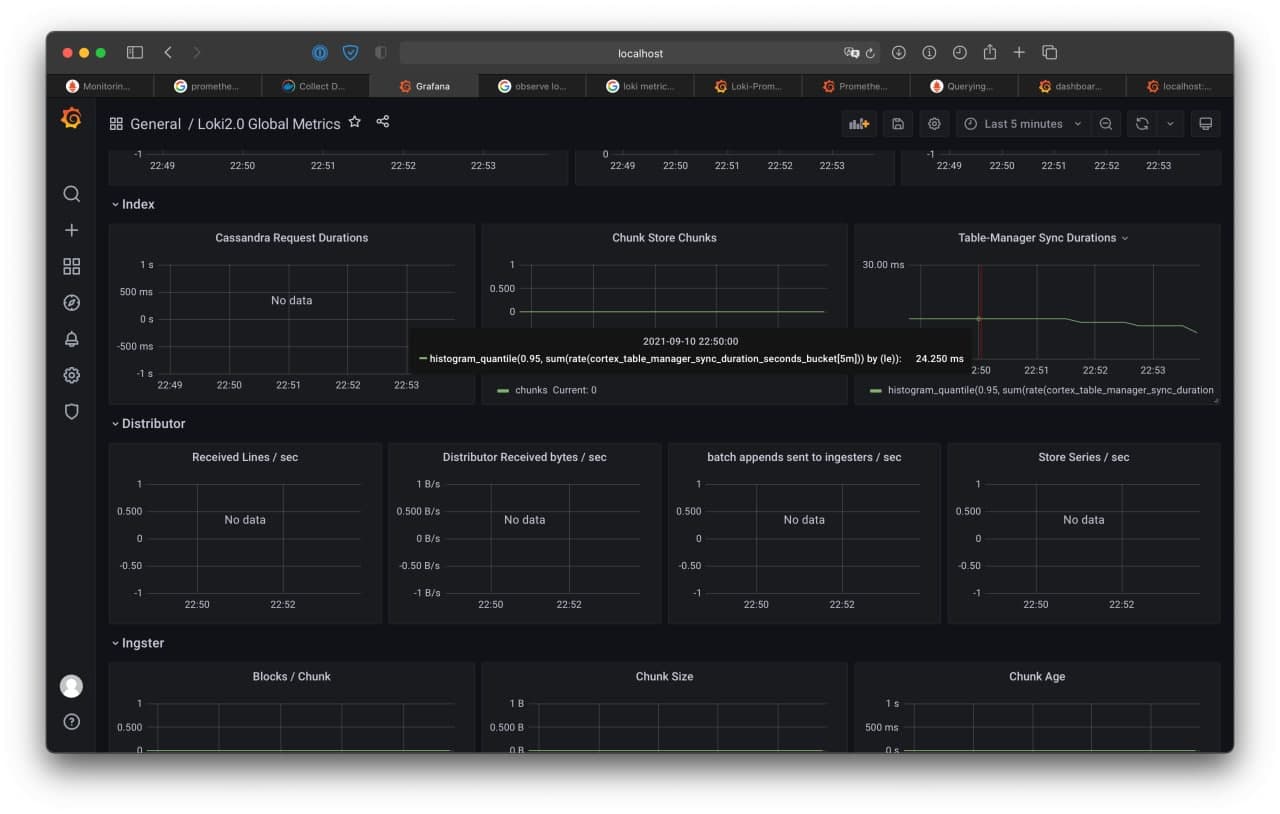 localhost
Monitorin...
promethe...
Collect D...
Grafana
observe lo...
loki metric...
Loki-Prom...
Promethe...
Querying...
dashboar...
localhost:...
General / Loki2.0 Global Metrics
Last 5 minutes
-1
22:49 22:50 22:51 22:52 22:53
0
22:49 22:50 22:51 22:52 22:53
-1
22:49 22:50 22:51 22:52 22:53
Index
Cassandra Request Durations
1 s
500 ms
No data
0 s
-500 ms
-1 s
22:49 22:50 22:51 22:52 22:53
Chunk Store Chunks
1
0.500
0
chunks Current: 0
Table-Manager Sync Durations
30.00 ms
2021-09-10 22:50:00
histogram_quantile(0.95, sum(rate(cortex_table_manager_sync_duration_seconds_bucket[5m])) by (le)): 24.250 ms
2:50 22:51 22:52 22:53
histogram_quantile(0.95, sum(rate(cortex_table_manager_sync_duration
Distributor
Received Lines / sec
1
0.500
No data
0
-0.50
-1
22:50 22:52
Distributor Received bytes / sec
1 B/s
0.500 B/s
No data
0 B/s
-0.50 B/s
-1 B/s
22:50 22:52
batch appends sent to ingesters / sec
1
0.500
No data
0
-0.50
-1
22:50 22:52
Store Series / sec
1
0.500
No data
0
-0.50
-1
22:50 22:52
Ingster
Blocks / Chunk
1
0.500
0
Chunk Size
1 B
0.500 B
0 B
Chunk Age
1 s
500 ms
0 s